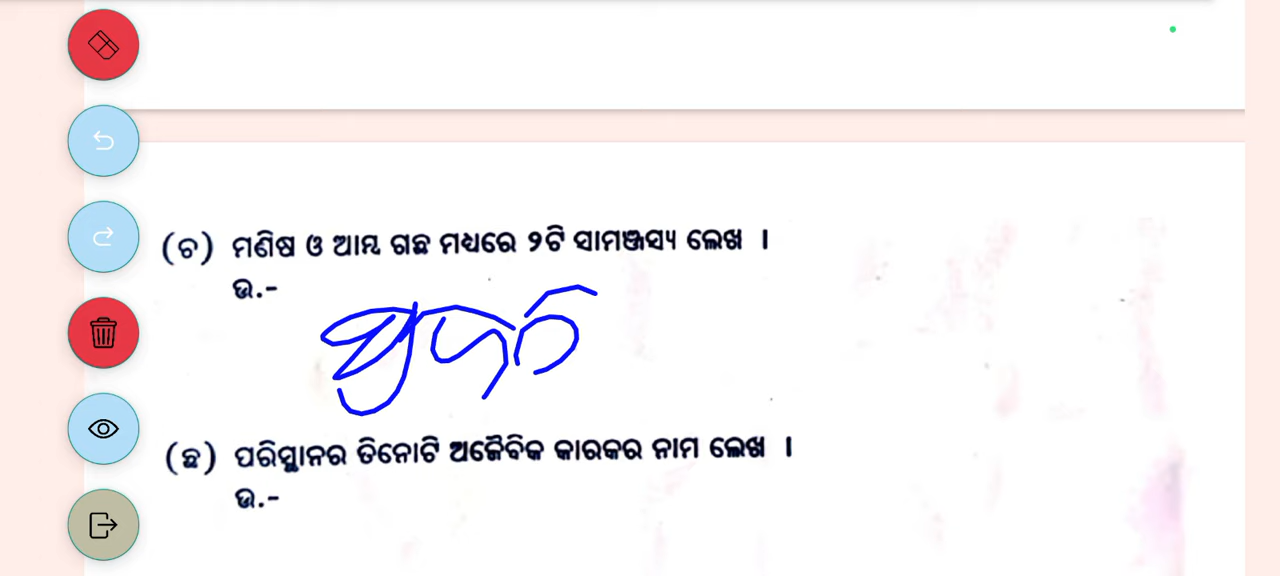 (ଚ) ମଣିଷ ଓ ଆମ୍ଭ ଗଛ ମଧ୍ୟରେ ୨ଟି ସାମଞ୍ଜସ୍ୟ ଲେଖ ।
ଉ.-
(ଛ) ପରିସ୍ଥାନର ତିନୋଟି ଅଜୈବିକ କାରକର ନାମ ଲେଖ ।
ଉ.-